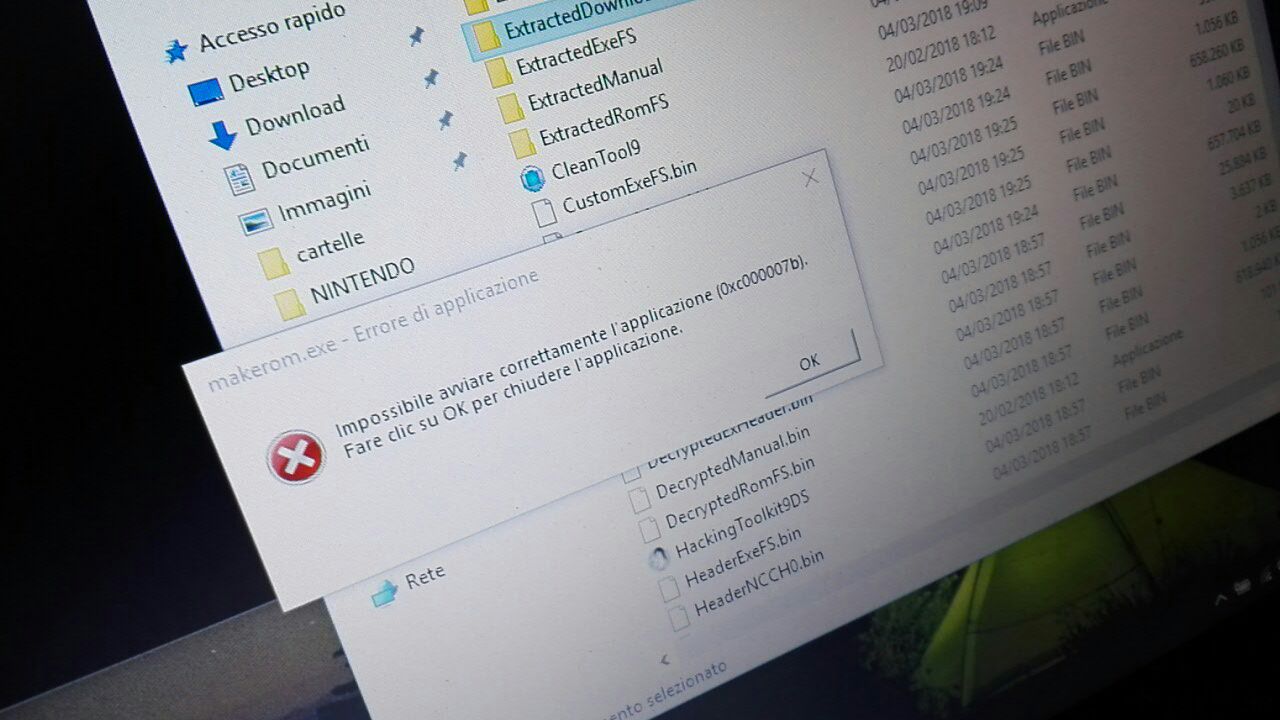 Accesso rapido
Desktop
Download
Documenti
Immagini
cartelle
NINTENDO
Rete
ExtractedExeFS
ExtractedManual
ExtractedRomFS
CleanTool9
CustomExeFS.bin
makerom.exe - Errore di applicazione
Impossibile avviare correttamente l'applicazione (0xc000007b).
Fare clic su OK per chiudere l'applicazione.
OK
DecryptedExHeader.bin
DecryptedManual.bin
DecryptedRomFS.bin
HackingToolkit9DS
HeaderExeFS.bin
HeaderNCCH0.bin
selezionato
04/03/2018 19:09 Applicazione
20/02/2018 18:12 File BIN 1.056 KB
04/03/2018 19:24 File BIN 658.260 KB
04/03/2018 19:24 File BIN 1.060 KB
04/03/2018 19:25 File BIN 20 KB
04/03/2018 19:25 File BIN 657.704 KB
04/03/2018 19:25 File BIN 25.884 KB
04/03/2018 19:24 File BIN 3.637 KB
04/03/2018 18:57 File BIN 2 KB
04/03/2018 18:57 File BIN
04/03/2018 18:57 File BIN
04/03/2018 18:57 Applicazione
04/03/2018 18:57 File BIN
20/02/2018 18:12 File BIN
04/03/2018 18:57
04/03/2018 18:57